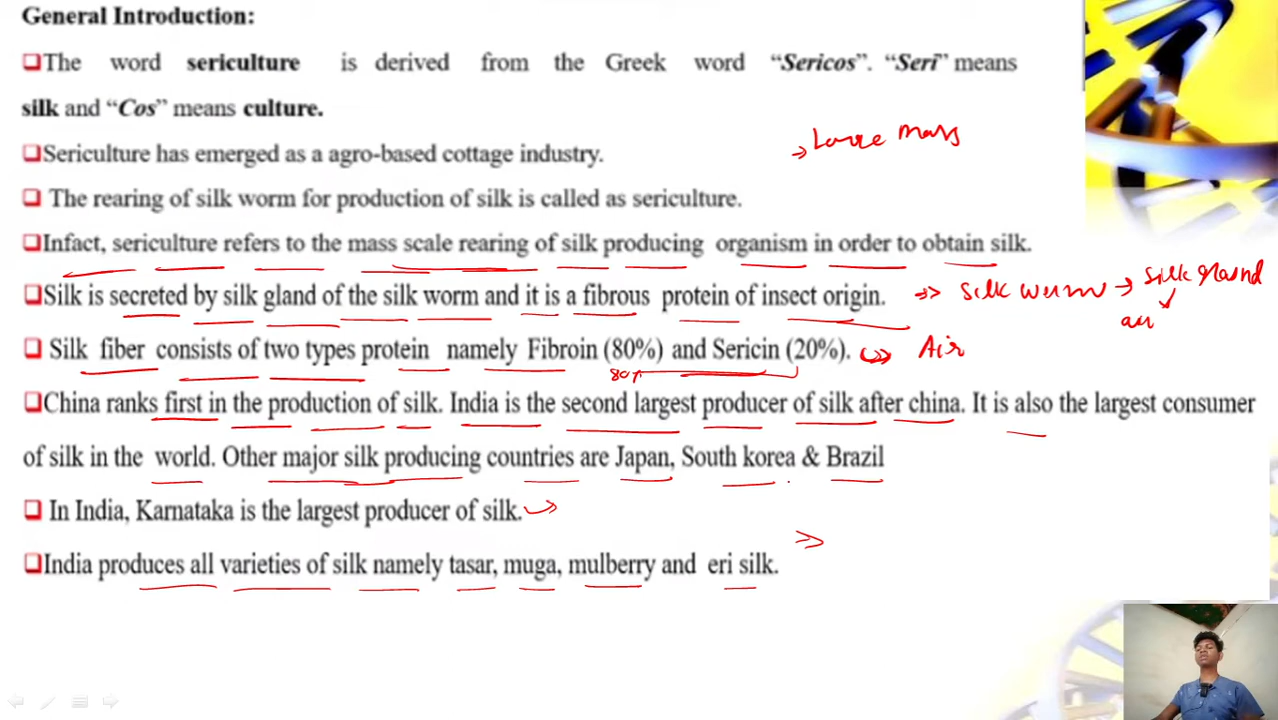 General Introduction:
❑The word sericulture is derived from the Greek word “Sericos”. “Seri” means
silk and “Cos” means culture.
❑Sericulture has emerged as a agro-based cottage industry.
❑ The rearing of silk worm for production of silk is called as sericulture.
❑Infact, sericulture refers to the mass scale rearing of silk producing organism in order to obtain silk.
❑Silk is secreted by silk gland of the silk worm and it is a fibrous protein of insect origin.
❑ Silk fiber consists of two types protein namely Fibroin (80%) and Sericin (20%).
❑China ranks first in the production of silk. India is the second largest producer of silk after china. It is also the largest consumer
of silk in the world. Other major silk producing countries are Japan, South korea & Brazil
❑ In India, Karnataka is the largest producer of silk.
❑India produces all varieties of silk namely tasar, muga, mulberry and eri silk.
mass
silk worm → silk gland
Air
80%